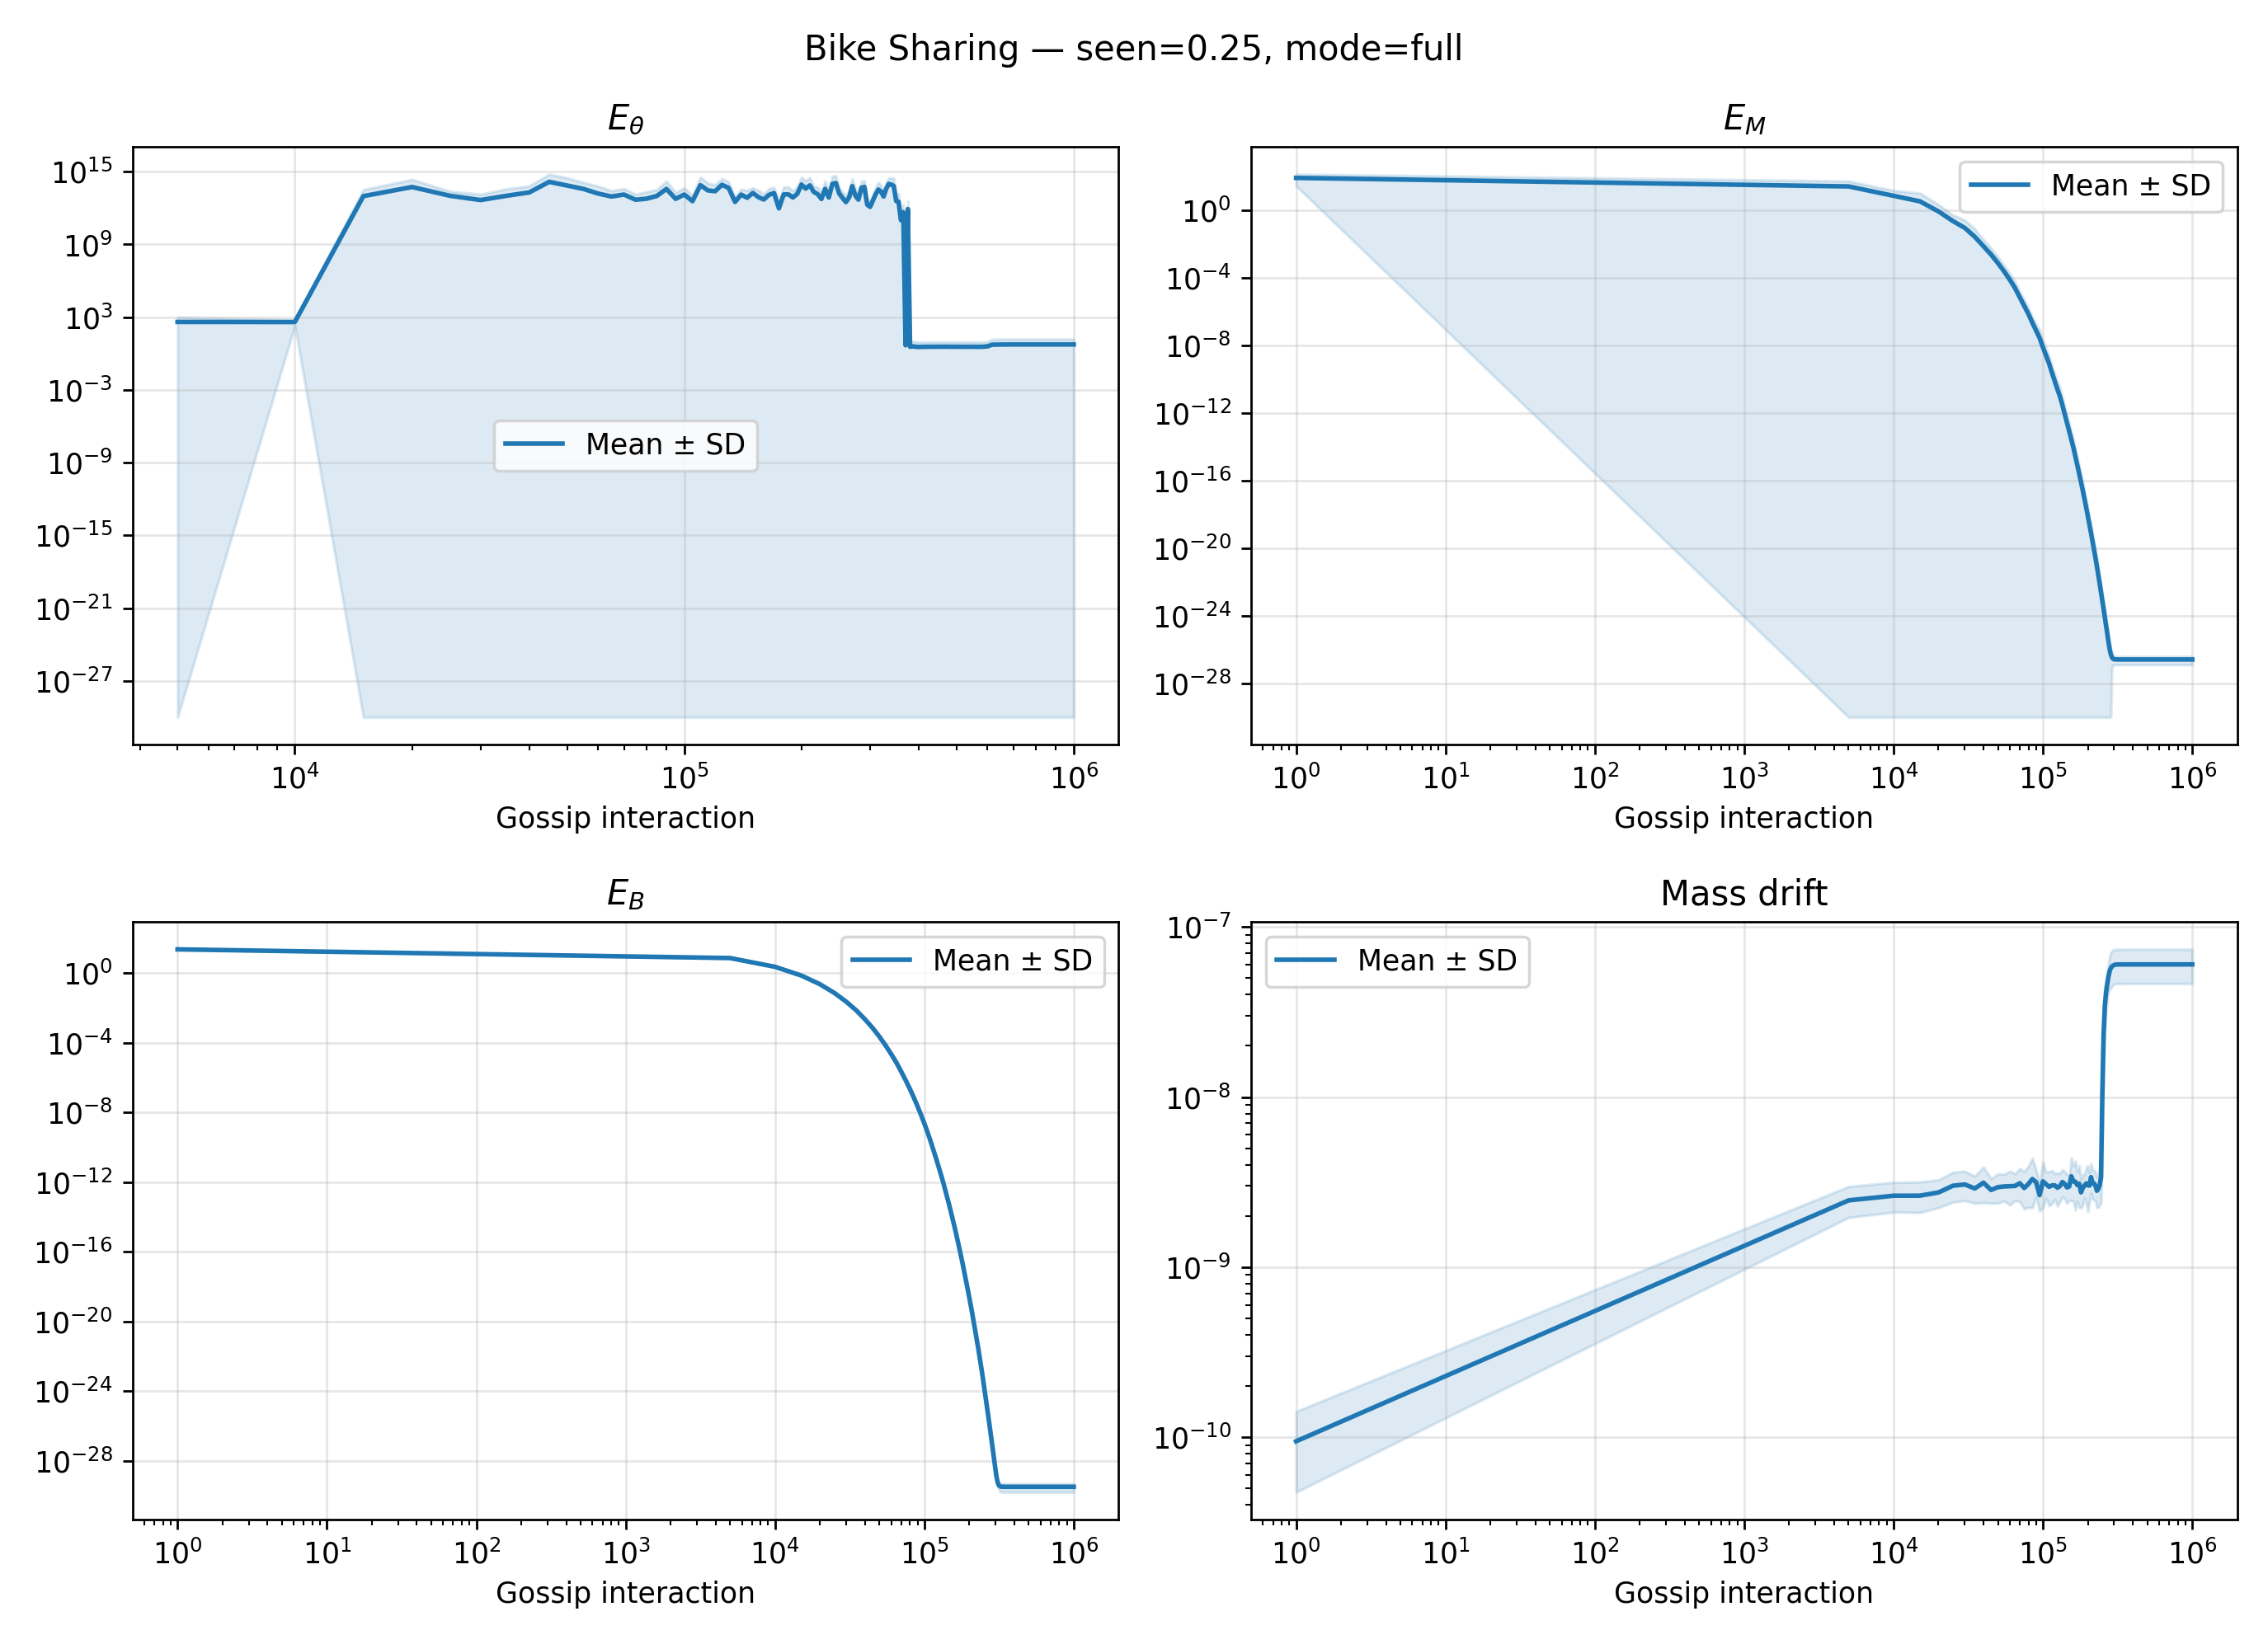 Bike Sharing — seen=0.25, mode=full
E_θ
10^15
10^9
10^3
10^−3
10^−9
10^−15
10^−21
10^−27
Mean ± SD
10^4 10^5 10^6
Gossip interaction
E_M
10^0
10^−4
10^−8
10^−12
10^−16
10^−20
10^−24
10^−28
Mean ± SD
10^0 10^1 10^2 10^3 10^4 10^5 10^6
Gossip interaction
E_B
10^0
10^−4
10^−8
10^−12
10^−16
10^−20
10^−24
10^−28
Mean ± SD
10^0 10^1 10^2 10^3 10^4 10^5 10^6
Gossip interaction
Mass drift
10^−7
10^−8
10^−9
10^−10
Mean ± SD
10^0 10^1 10^2 10^3 10^4 10^5 10^6
Gossip interaction